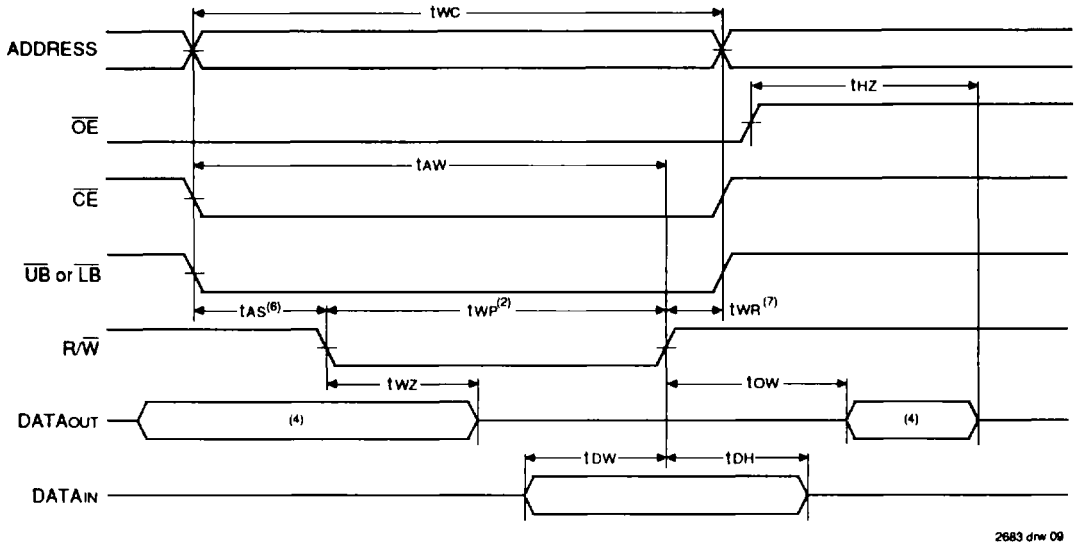 tWC
ADDRESS
tHZ
OE
tAW
CE
UB or LB
tAS(6) tWP(2) tWR(7)
R/W
tWZ tOW
DATAOUT (4) (4)
tDW tDH
DATAIN
2683 drw 09